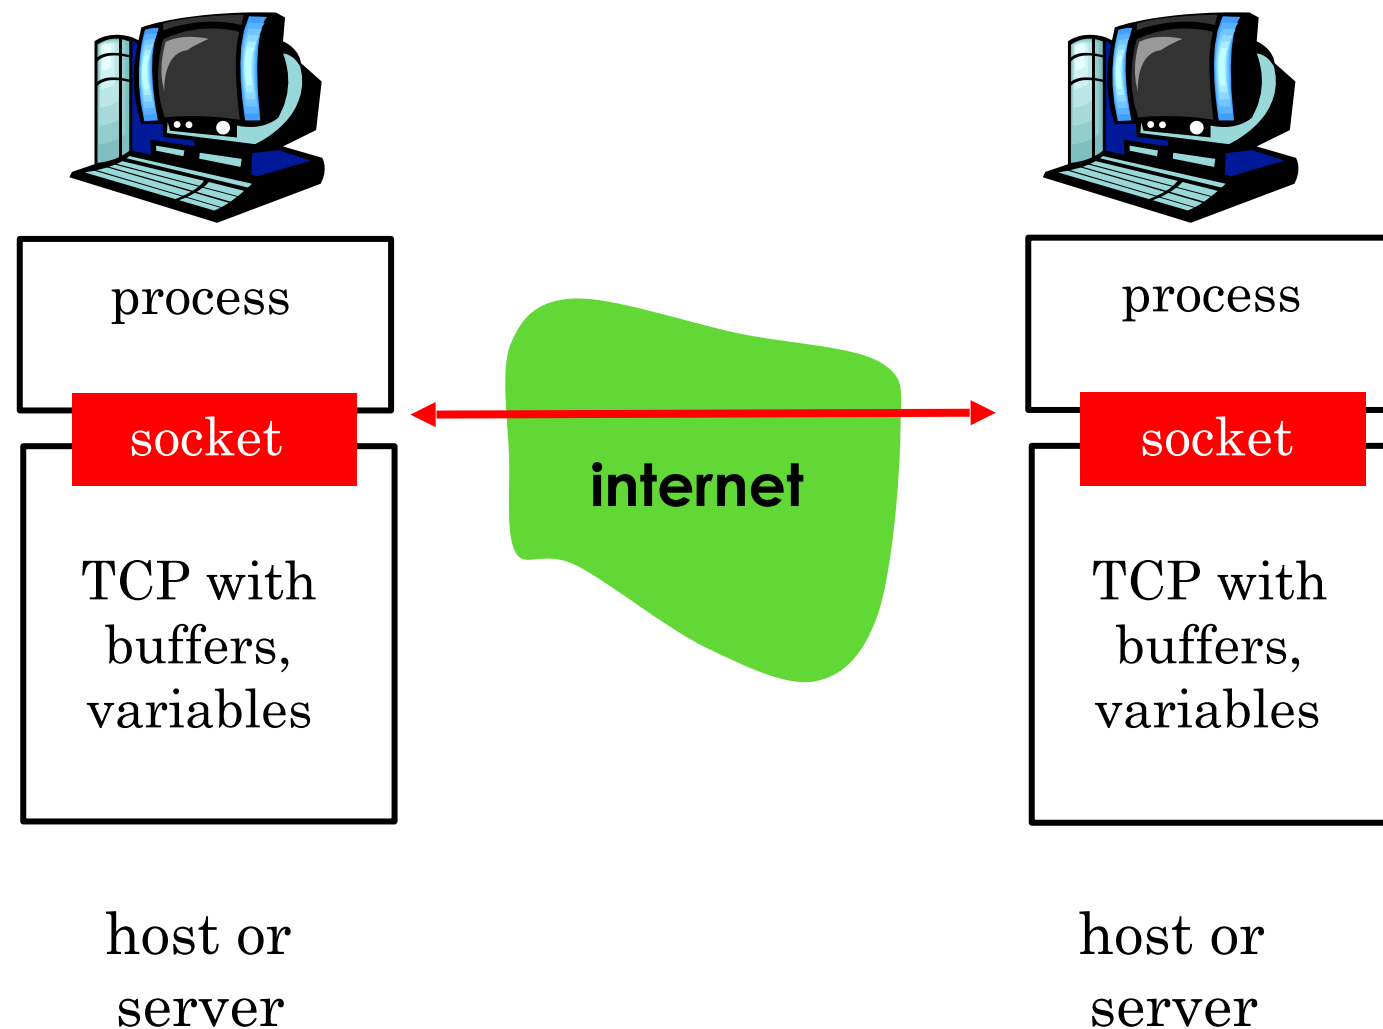 process
socket
TCP with
buffers,
variables
host or
server
internet
process
socket
TCP with
buffers,
variables
host or
server